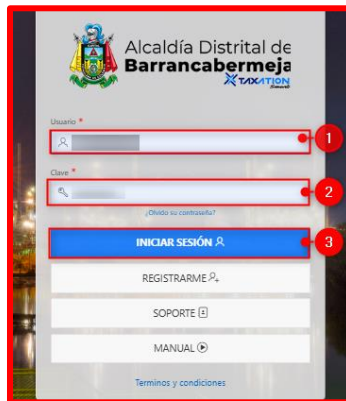 Alcaldía Distrital de
Barrancabermeja
TAXATION
Usuario *
1
Clave *
2
¿Olvido su contraseña?
INICIAR SESIÓN
3
REGISTRARME
SOPORTE
MANUAL
Terminos y condiciones